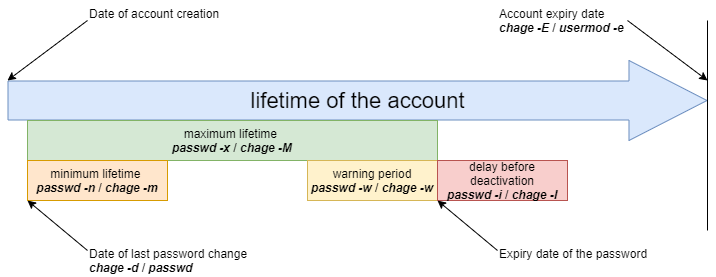 Date of account creation
Account expiry date
chage -E / usermod -e
lifetime of the account
maximum lifetime
passwd -x / chage -M
minimum lifetime
passwd -n / chage -m
warning period
passwd -w / chage -w
delay before
deactivation
passwd -i / chage -I
Date of last password change
chage -d / passwd
Expiry date of the password